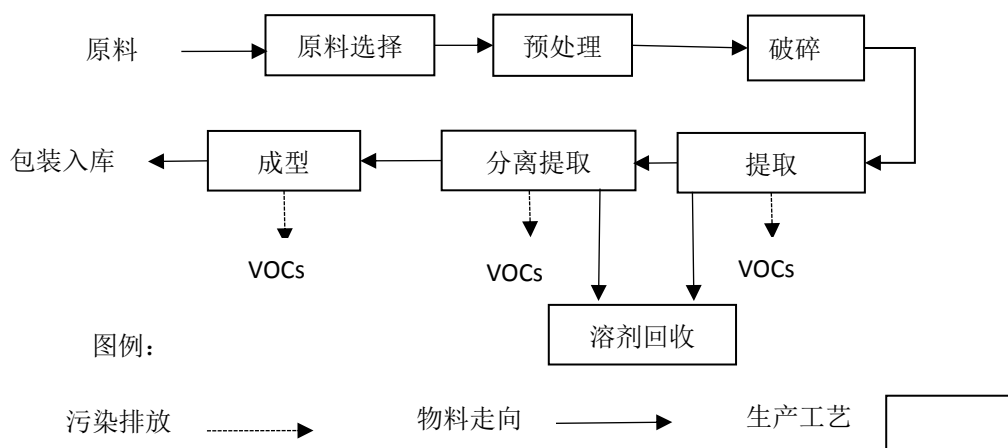 原料 原料选择 预处理 破碎
包装入库 成型 分离提取 提取
VOCs VOCs VOCs
溶剂回收
图例：
污染排放 物料走向 生产工艺